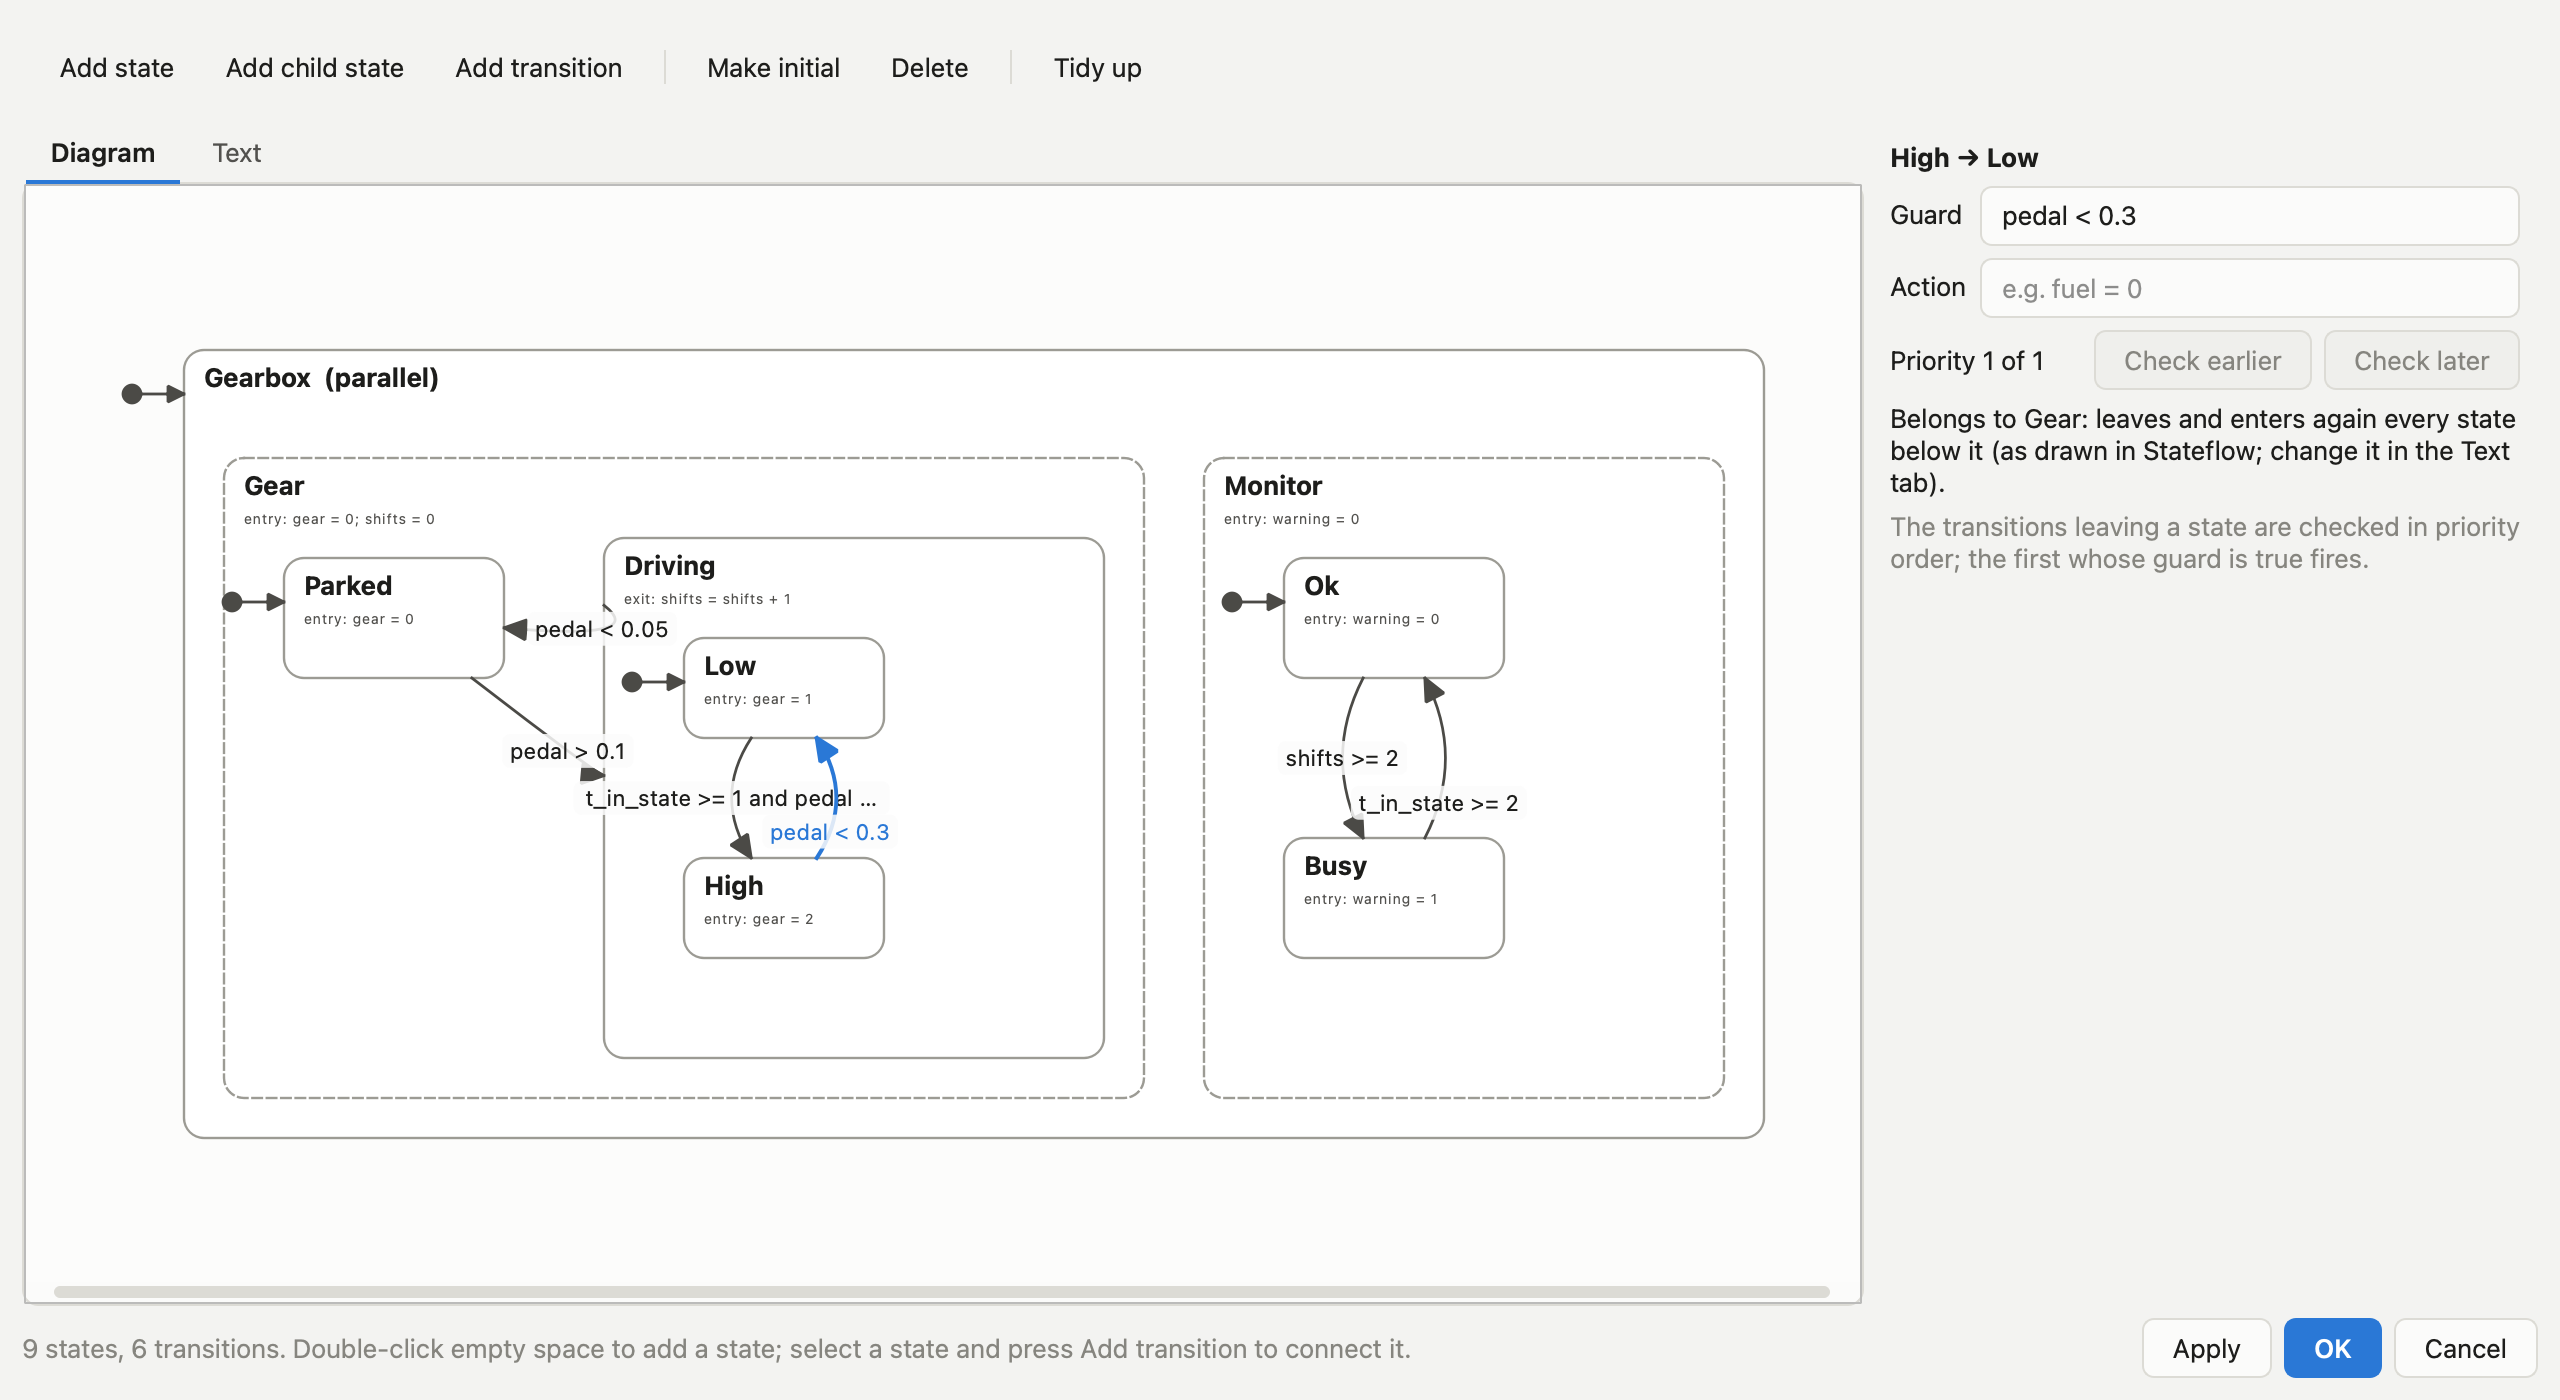 Add state Add child state Add transition Make initial Delete Tidy up
Diagram Text
High → Low
Guard pedal < 0.3
Action e.g. fuel = 0
Priority 1 of 1 Check earlier Check later
Belongs to Gear: leaves and enters again every state
below it (as drawn in Stateflow; change it in the Text
tab).
The transitions leaving a state are checked in priority
order; the first whose guard is true fires.
Gearbox (parallel)
Gear
entry: gear = 0; shifts = 0
Parked
entry: gear = 0
Driving
exit: shifts = shifts + 1
pedal < 0.05
Low
entry: gear = 1
pedal > 0.1
t_in_state >= 1 and pedal ...
pedal < 0.3
High
entry: gear = 2
Monitor
entry: warning = 0
Ok
entry: warning = 0
shifts >= 2
t_in_state >= 2
Busy
entry: warning = 1
9 states, 6 transitions. Double-click empty space to add a state; select a state and press Add transition to connect it.
Apply OK Cancel